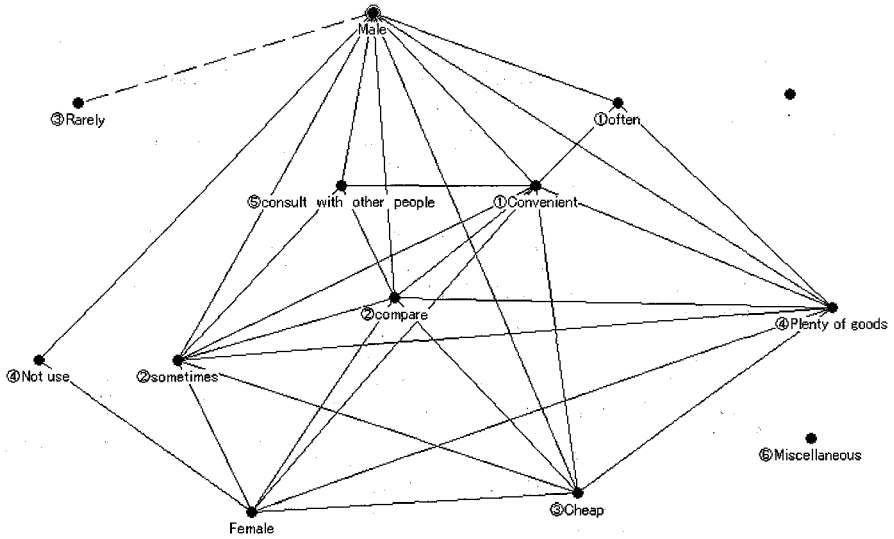 Male
③Rarely
①often
⑤consult with other people
①Convenient
②compare
④Plenty of goods
④Not use
②sometimes
⑥Miscellaneous
③Cheap
Female